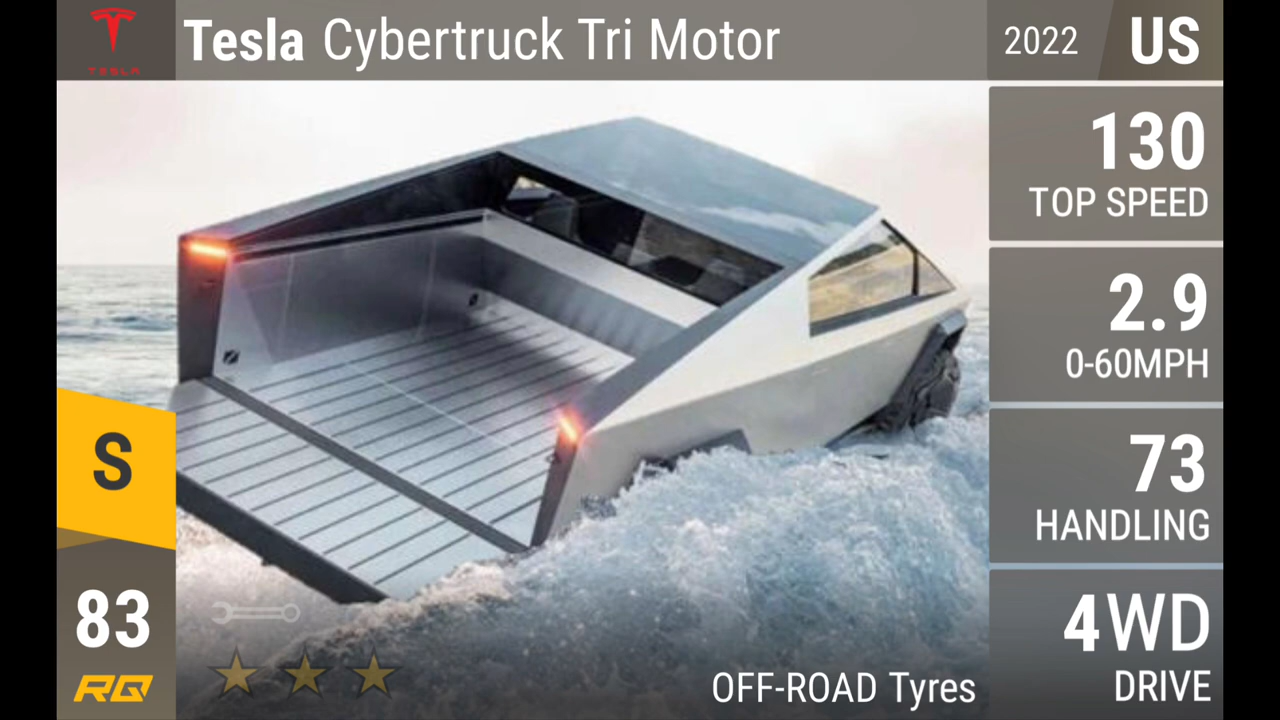 TESLA
Tesla Cybertruck Tri Motor
2022
US
130
TOP SPEED
2.9
0-60MPH
73
HANDLING
4WD
DRIVE
S
83
RQ
OFF-ROAD Tyres